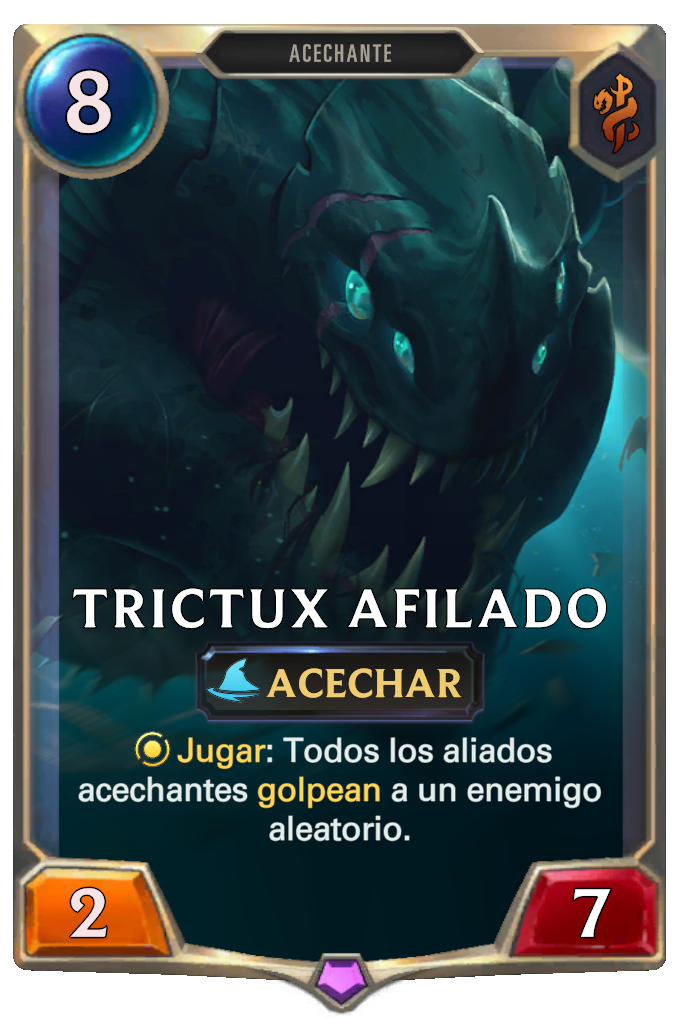 ACECHANTE
8
TRICTUX AFILADO
ACECHAR
Jugar: Todos los aliados
acechantes golpean a un enemigo
aleatorio.
2
7